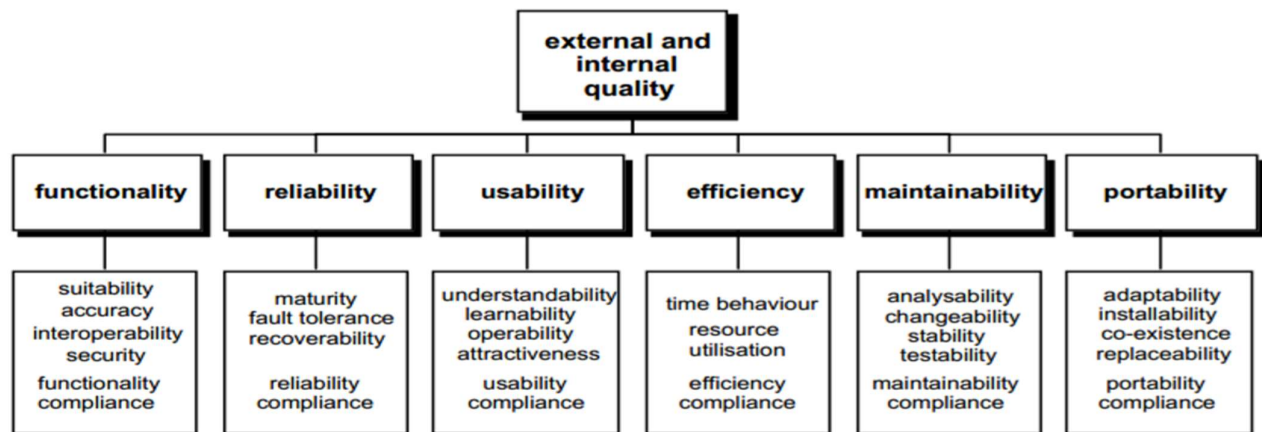 external and
internal
quality
functionality
reliability
usability
efficiency
maintainability
portability
suitability
accuracy
interoperability
security
functionality
compliance
maturity
fault tolerance
recoverability
reliability
compliance
understandability
learnability
operability
attractiveness
usability
compliance
time behaviour
resource
utilisation
efficiency
compliance
analysability
changeability
stability
testability
maintainability
compliance
adaptability
installability
co-existence
replaceability
portability
compliance